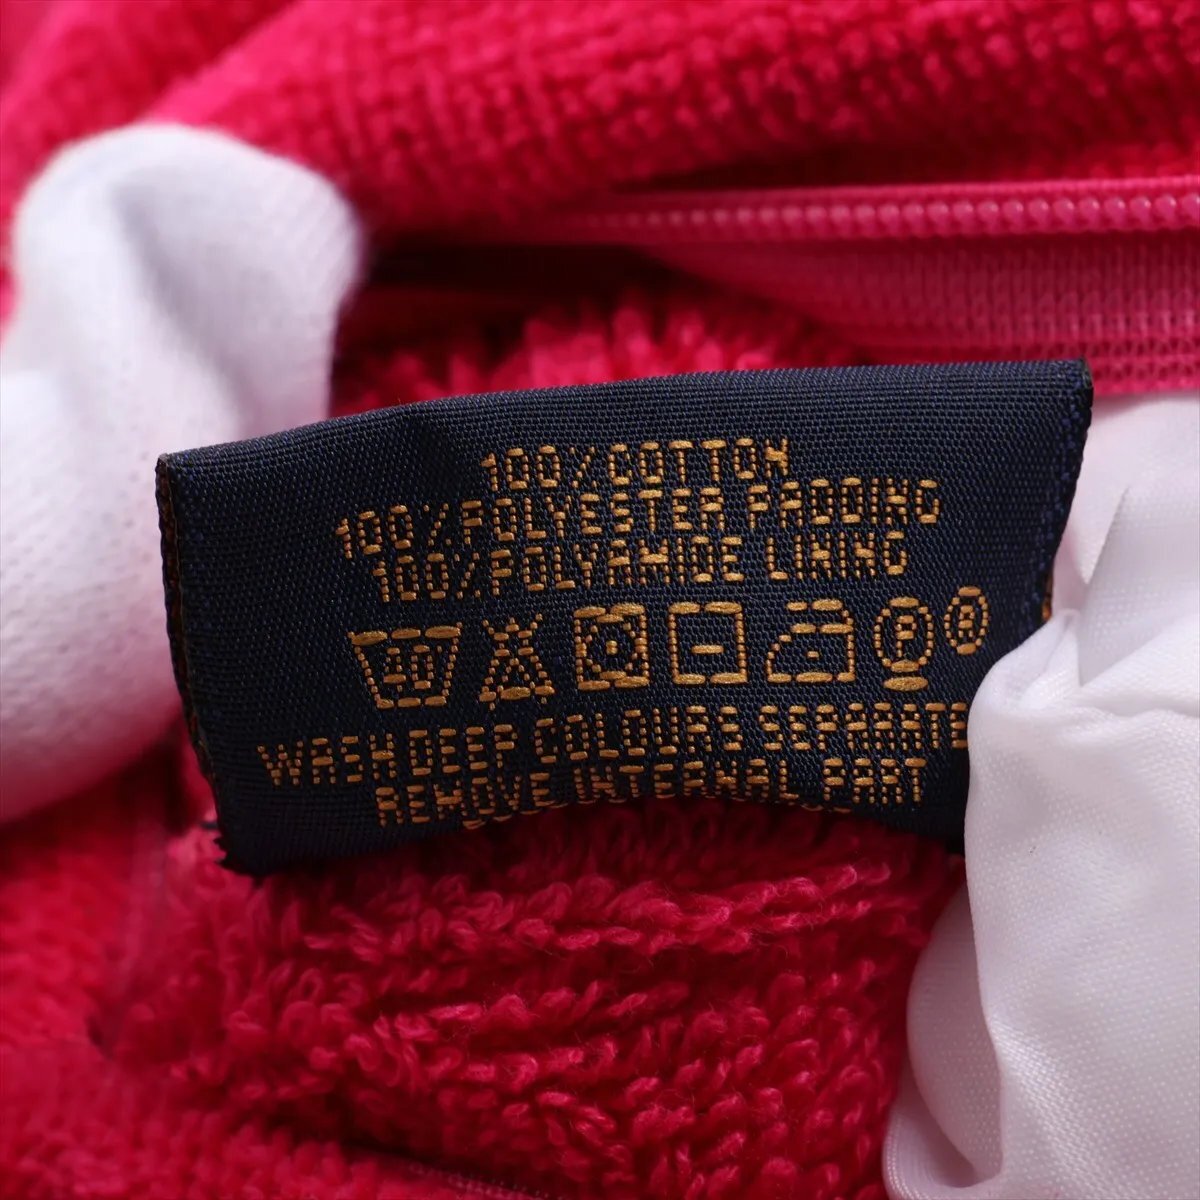 100% COTTON
100% POLYESTER PADDING
100% POLYAMIDE LINING
40 P ®
WASH DEEP COLOURS SEPARATE
REMOVE INTERNAL PART